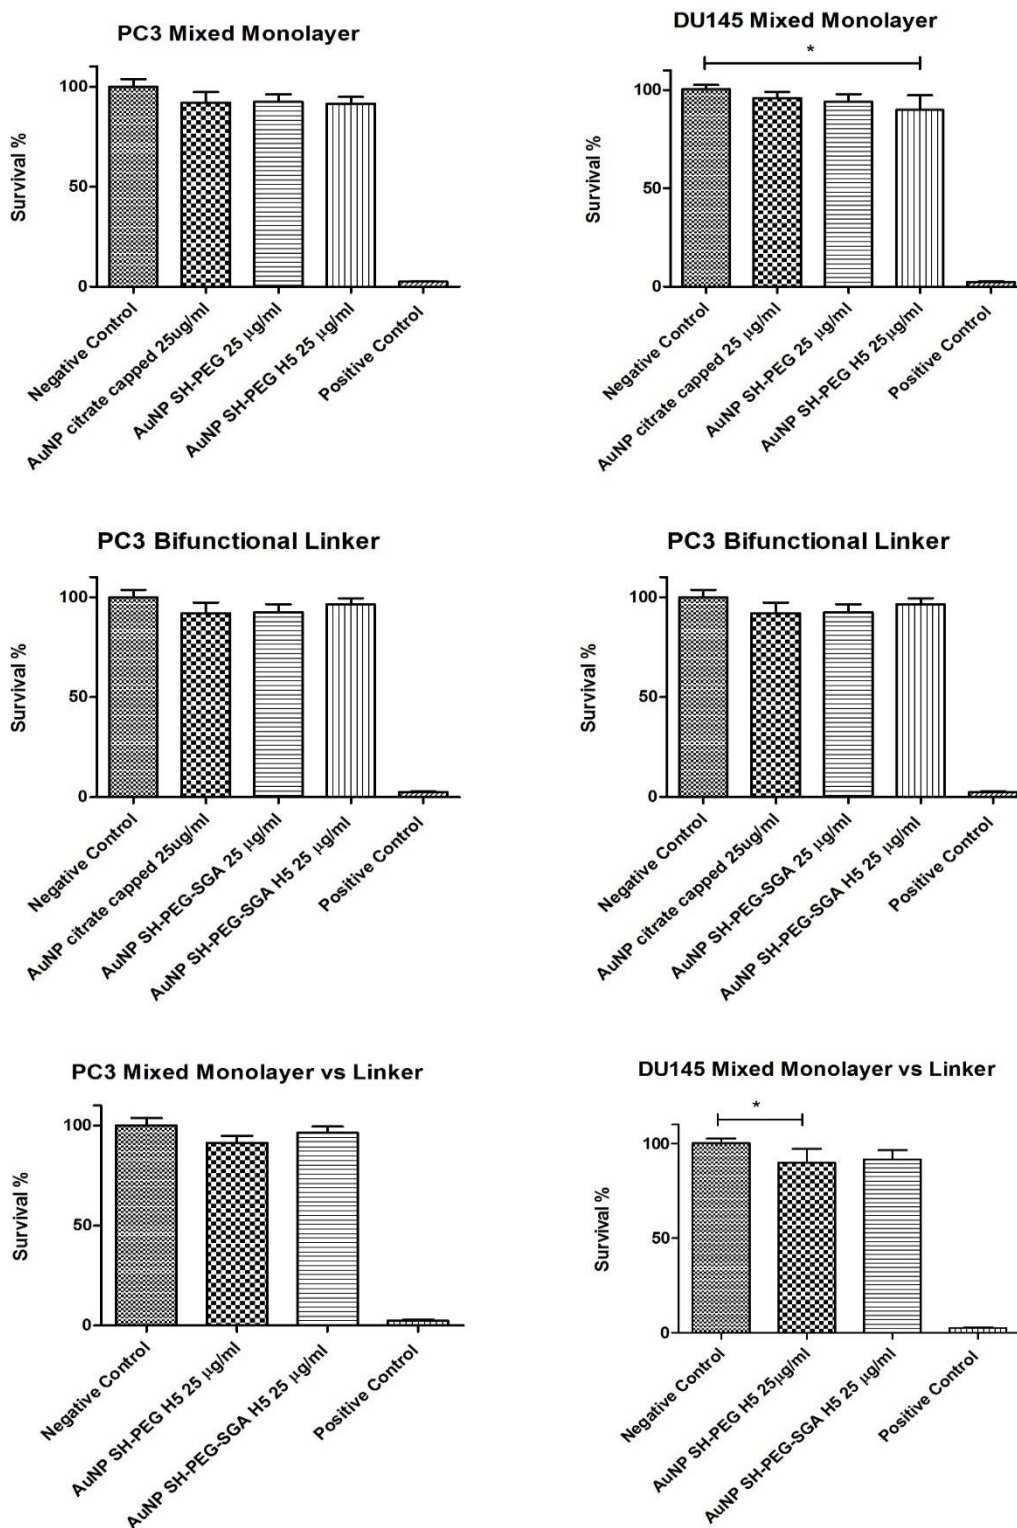 PC3 Mixed Monolayer
Survival %
100
50
0
Negative Control
AuNP citrate capped 25ug/ml
AuNP SH-PEG 25 µg/ml
AuNP SH-PEG H5 25 µg/ml
Positive Control
DU145 Mixed Monolayer
*
Survival %
100
50
0
Negative Control
AuNP citrate capped 25 µg/ml
AuNP SH-PEG 25 µg/ml
AuNP SH-PEG H5 25µg/ml
Positive Control
PC3 Bifunctional Linker
Survival %
100
50
0
Negative Control
AuNP citrate capped 25ug/ml
AuNP SH-PEG-SGA 25 µg/ml
AuNP SH-PEG-SGA H5 25 µg/ml
Positive Control
PC3 Bifunctional Linker
Survival %
100
50
0
Negative Control
AuNP citrate capped 25ug/ml
AuNP SH-PEG-SGA 25 µg/ml
AuNP SH-PEG-SGA H5 25 µg/ml
Positive Control
PC3 Mixed Monolayer vs Linker
Survival %
100
50
0
Negative Control
AuNP SH-PEG H5 25 µg/ml
AuNP SH-PEG-SGA H5 25 µg/ml
Positive Control
DU145 Mixed Monolayer vs Linker
*
Survival %
100
50
0
Negative Control
AuNP SH-PEG H5 25µg/ml
AuNP SH-PEG-SGA H5 25 µg/ml
Positive Control